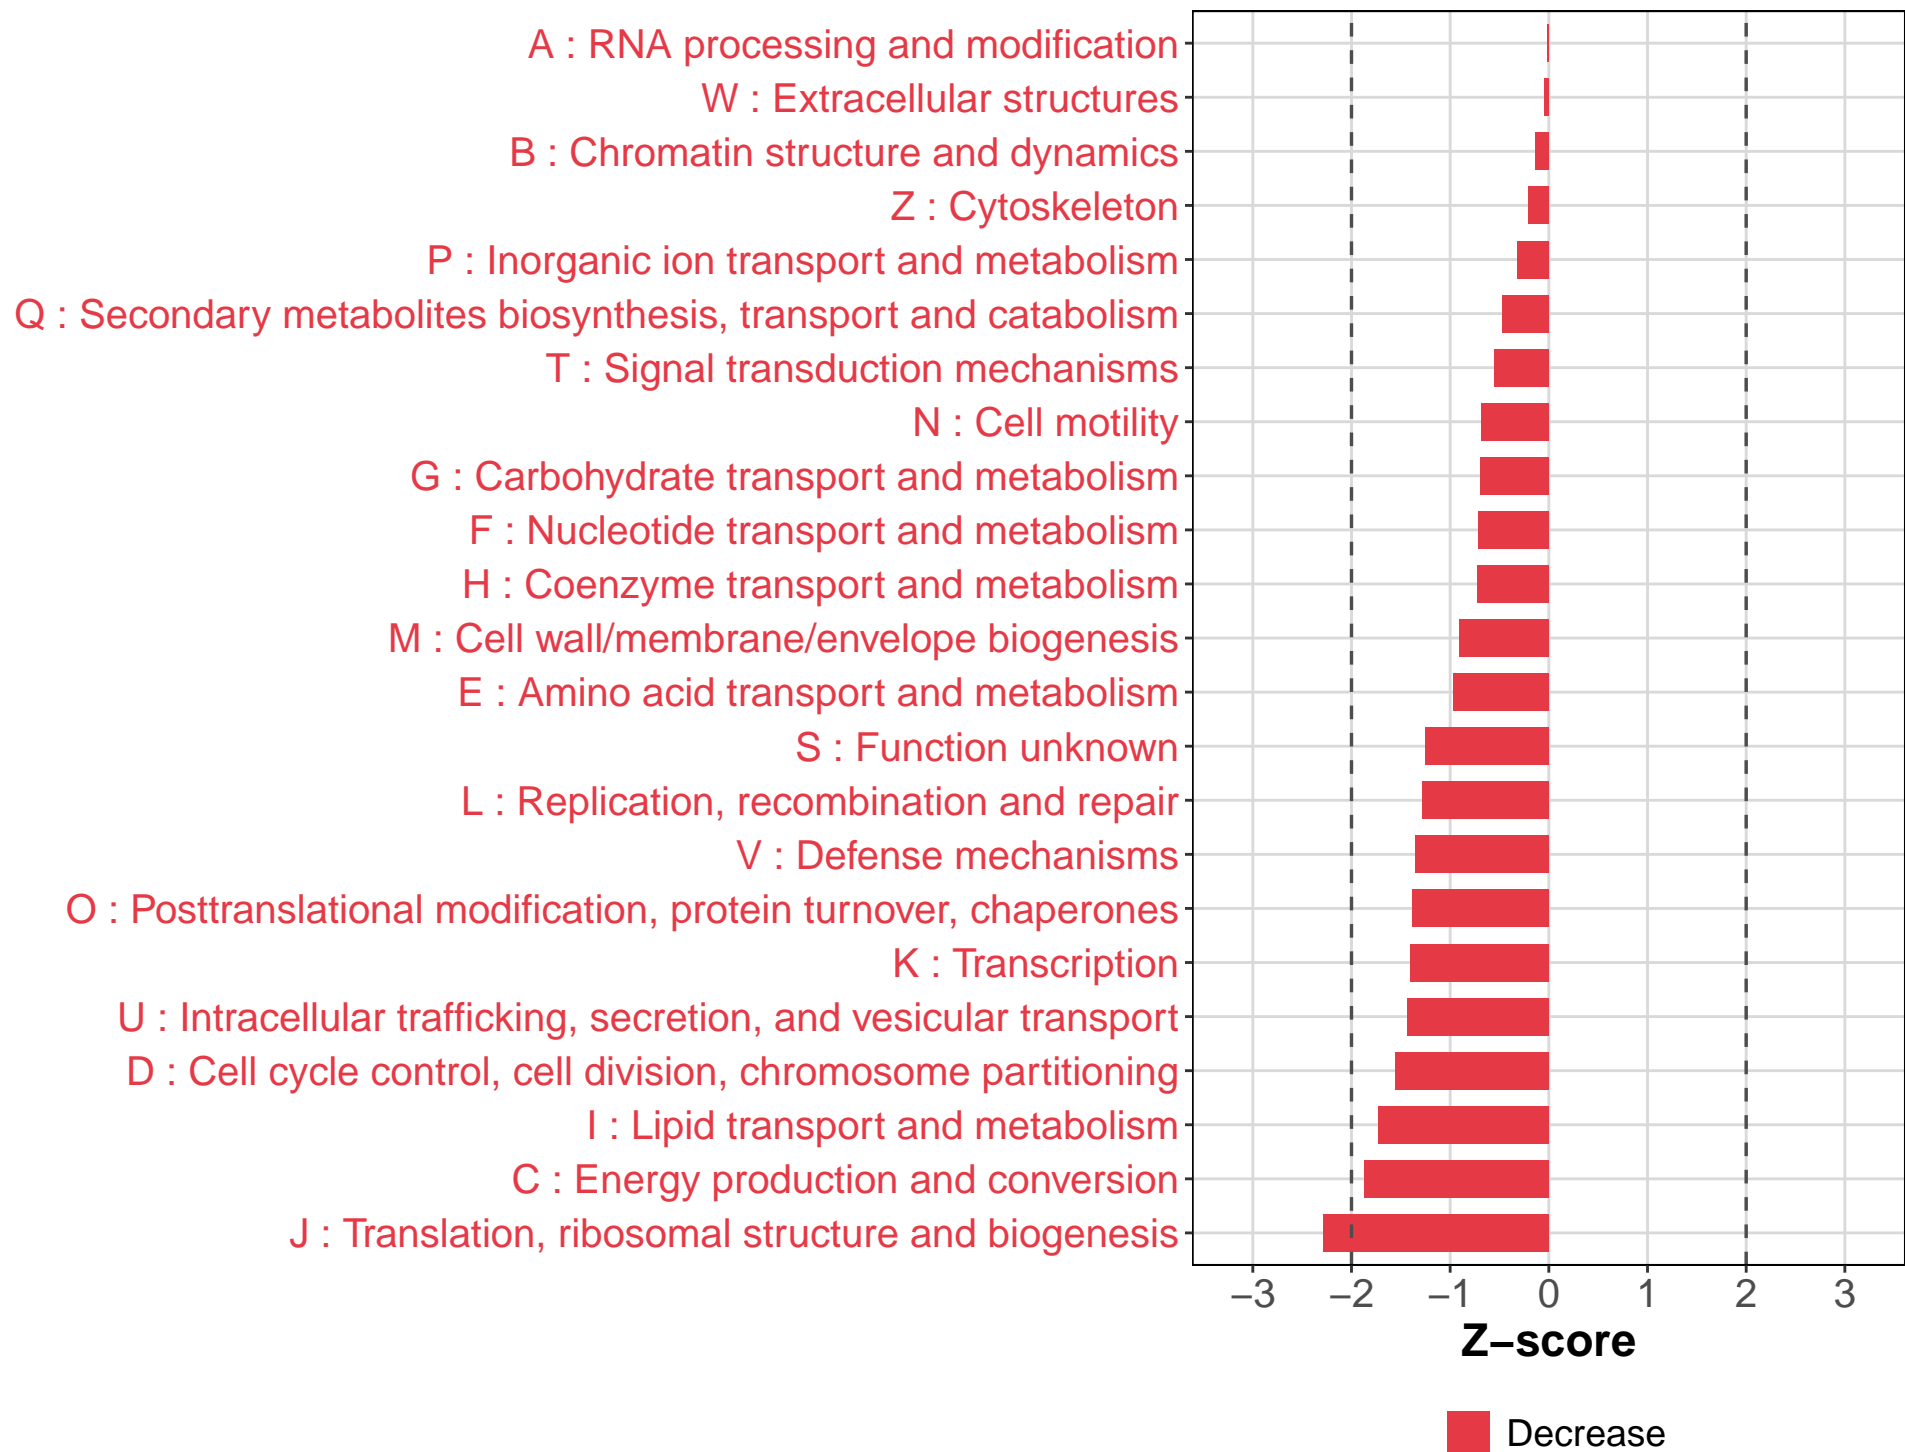 A : RNA processing and modification
W : Extracellular structures
B : Chromatin structure and dynamics
Z : Cytoskeleton
P : Inorganic ion transport and metabolism
Q : Secondary metabolites biosynthesis, transport and catabolism
T : Signal transduction mechanisms
N : Cell motility
G : Carbohydrate transport and metabolism
F : Nucleotide transport and metabolism
H : Coenzyme transport and metabolism
M : Cell wall/membrane/envelope biogenesis
E : Amino acid transport and metabolism
S : Function unknown
L : Replication, recombination and repair
V : Defense mechanisms
O : Posttranslational modification, protein turnover, chaperones
K : Transcription
U : Intracellular trafficking, secretion, and vesicular transport
D : Cell cycle control, cell division, chromosome partitioning
I : Lipid transport and metabolism
C : Energy production and conversion
J : Translation, ribosomal structure and biogenesis
−3 −2 −1 0 1 2 3
Z−score
Decrease